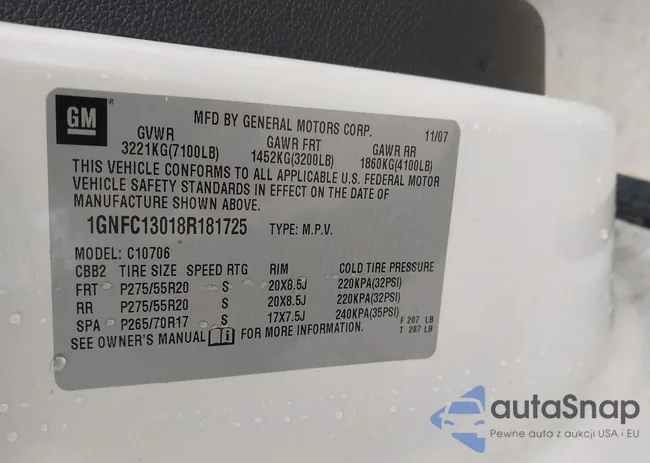 GM ®
MFD BY GENERAL MOTORS CORP. 11/07
GVWR GAWR FRT GAWR RR
3221KG(7100LB) 1452KG(3200LB) 1860KG(4100LB)
THIS VEHICLE CONFORMS TO ALL APPLICABLE U.S. FEDERAL MOTOR
VEHICLE SAFETY STANDARDS IN EFFECT ON THE DATE OF
MANUFACTURE SHOWN ABOVE.
1GNFC13018R181725 TYPE: M.P.V.
MODEL: C10706
CBB2 TIRE SIZE SPEED RTG RIM COLD TIRE PRESSURE
FRT P275/55R20 S 20X8.5J 220KPA(32PSI)
RR P275/55R20 S 20X8.5J 220KPA(32PSI)
SPA P265/70R17 S 17X7.5J 240KPA(35PSI) F 207 LB
SEE OWNER'S MANUAL FOR MORE INFORMATION. T 287 LB
autaSnap
Pewne auta z aukcji USA i EU